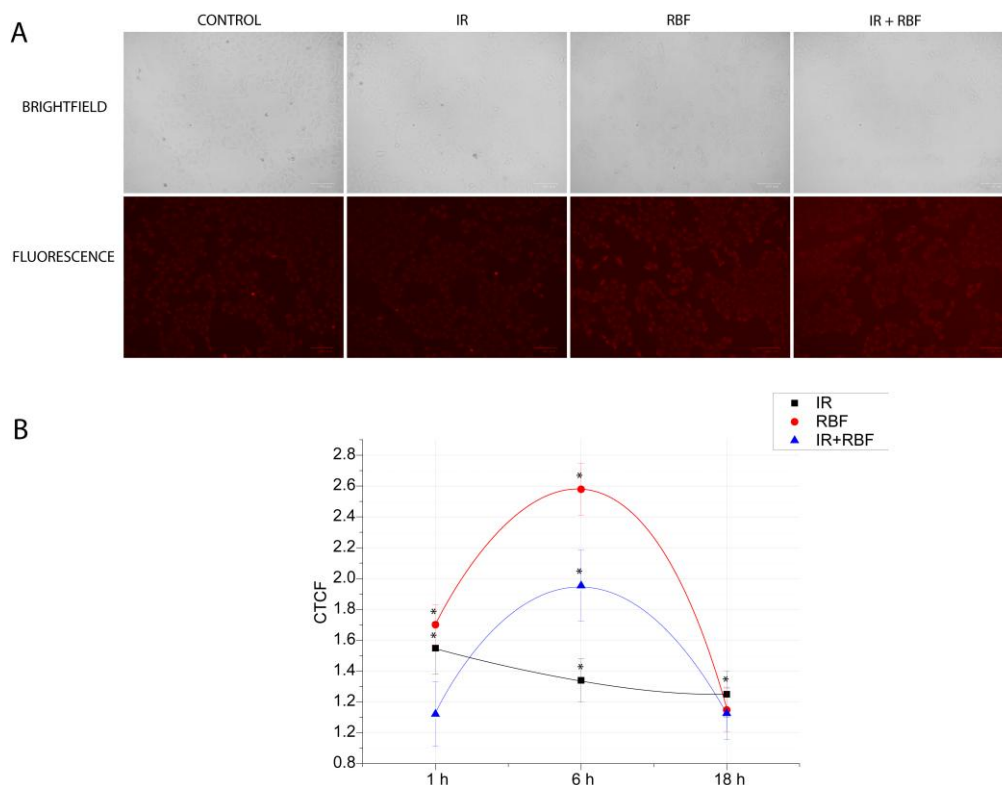 A
CONTROL IR RBF IR + RBF
BRIGHTFIELD
FLUORESCENCE
B
IR
RBF
IR+RBF
CTCF
2.8
2.6
2.4
2.2
2.0
1.8
1.6
1.4
1.2
1.2
0.8
* * * * * *
1 h 6 h 18 h